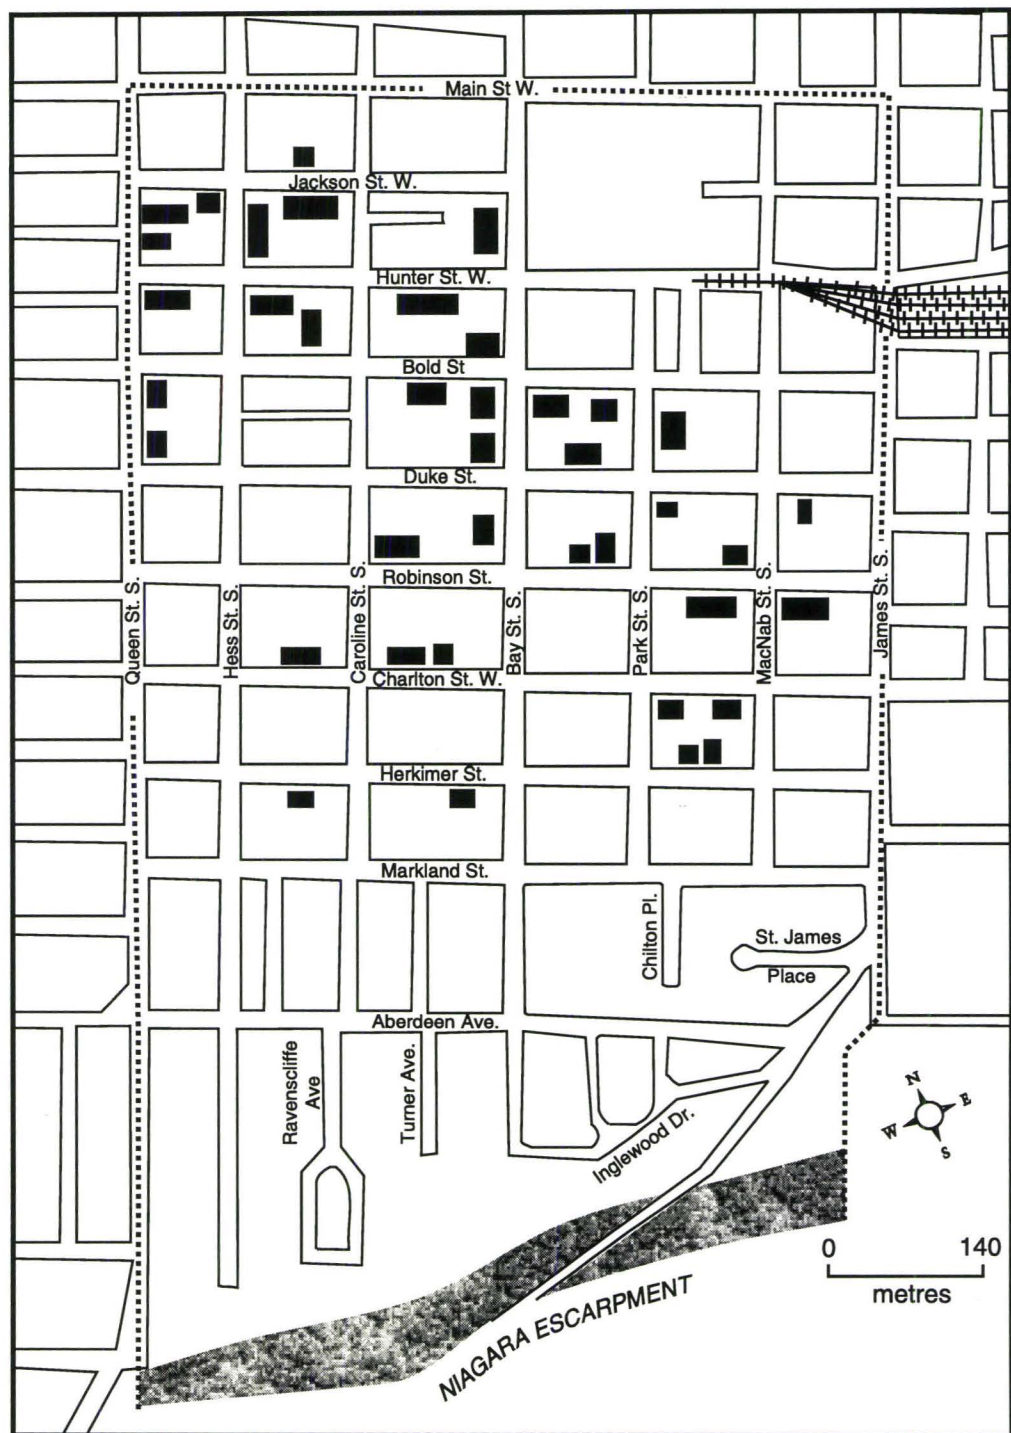 Main St W.
Jackson St. W.
Hunter St. W.
Bold St
Duke St.
Robinson St.
Queen St. S.
Hess St. S.
Caroline St. S.
Bay St. S.
Park St. S.
MacNab St. S.
James St. S.
Charlton St. W.
Herkimer St.
Markland St.
Chilton Pl.
St. James
Place
Aberdeen Ave.
Ravenscliffe
Ave
Turner Ave.
Inglewood Dr.
N
E
W
S
0 140
metres
NIAGARA ESCARPMENT